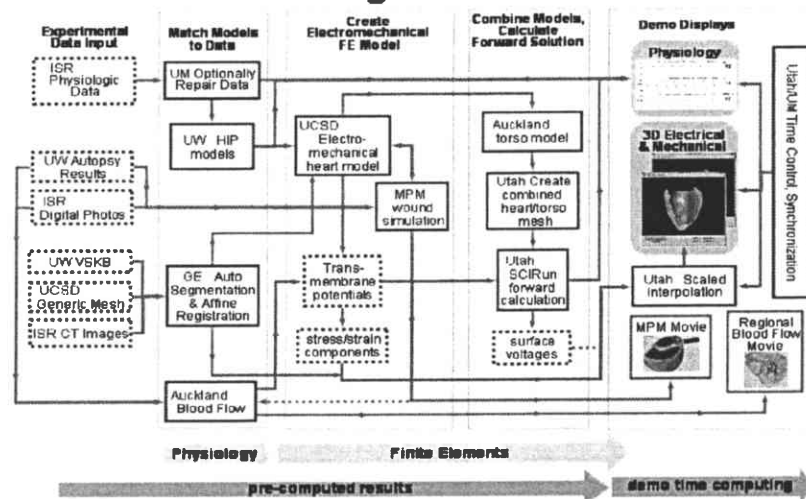 Experimental
Data Input
Match Models
to Data
Create
Electromechanical
FE Model
Combine Models,
Calculate
Forward Solution
Demo Displays
ISR
Physiologic
Data
UM Optionally
Repair Data
UW HIP
models
UCSD
Electro-
mechanical
heart model
Auckland
torso model
Physiology
3D Electrical
& Mechanical
Utah/UM Time Control, Synchronization
UW Autopsy
Results
ISR
Digital Photos
MPM
wound
simulation
Utah Create
combined
heart/torso
mesh
UW VSKB
UCSD
Generic Mesh
ISR CT Images
GE Auto
Segmentation
& Affine
Registration
Trans-
membrane
potentials
Utah
SCIRun
forward
calculation
Utah Scaled
Interpolation
stress/strain
components
surface
voltages
MPM Movie
Regional
Blood Flow
Movie
Auckland
Blood Flow
Physiology
Finite Elements
pre-computed results
demo time computing